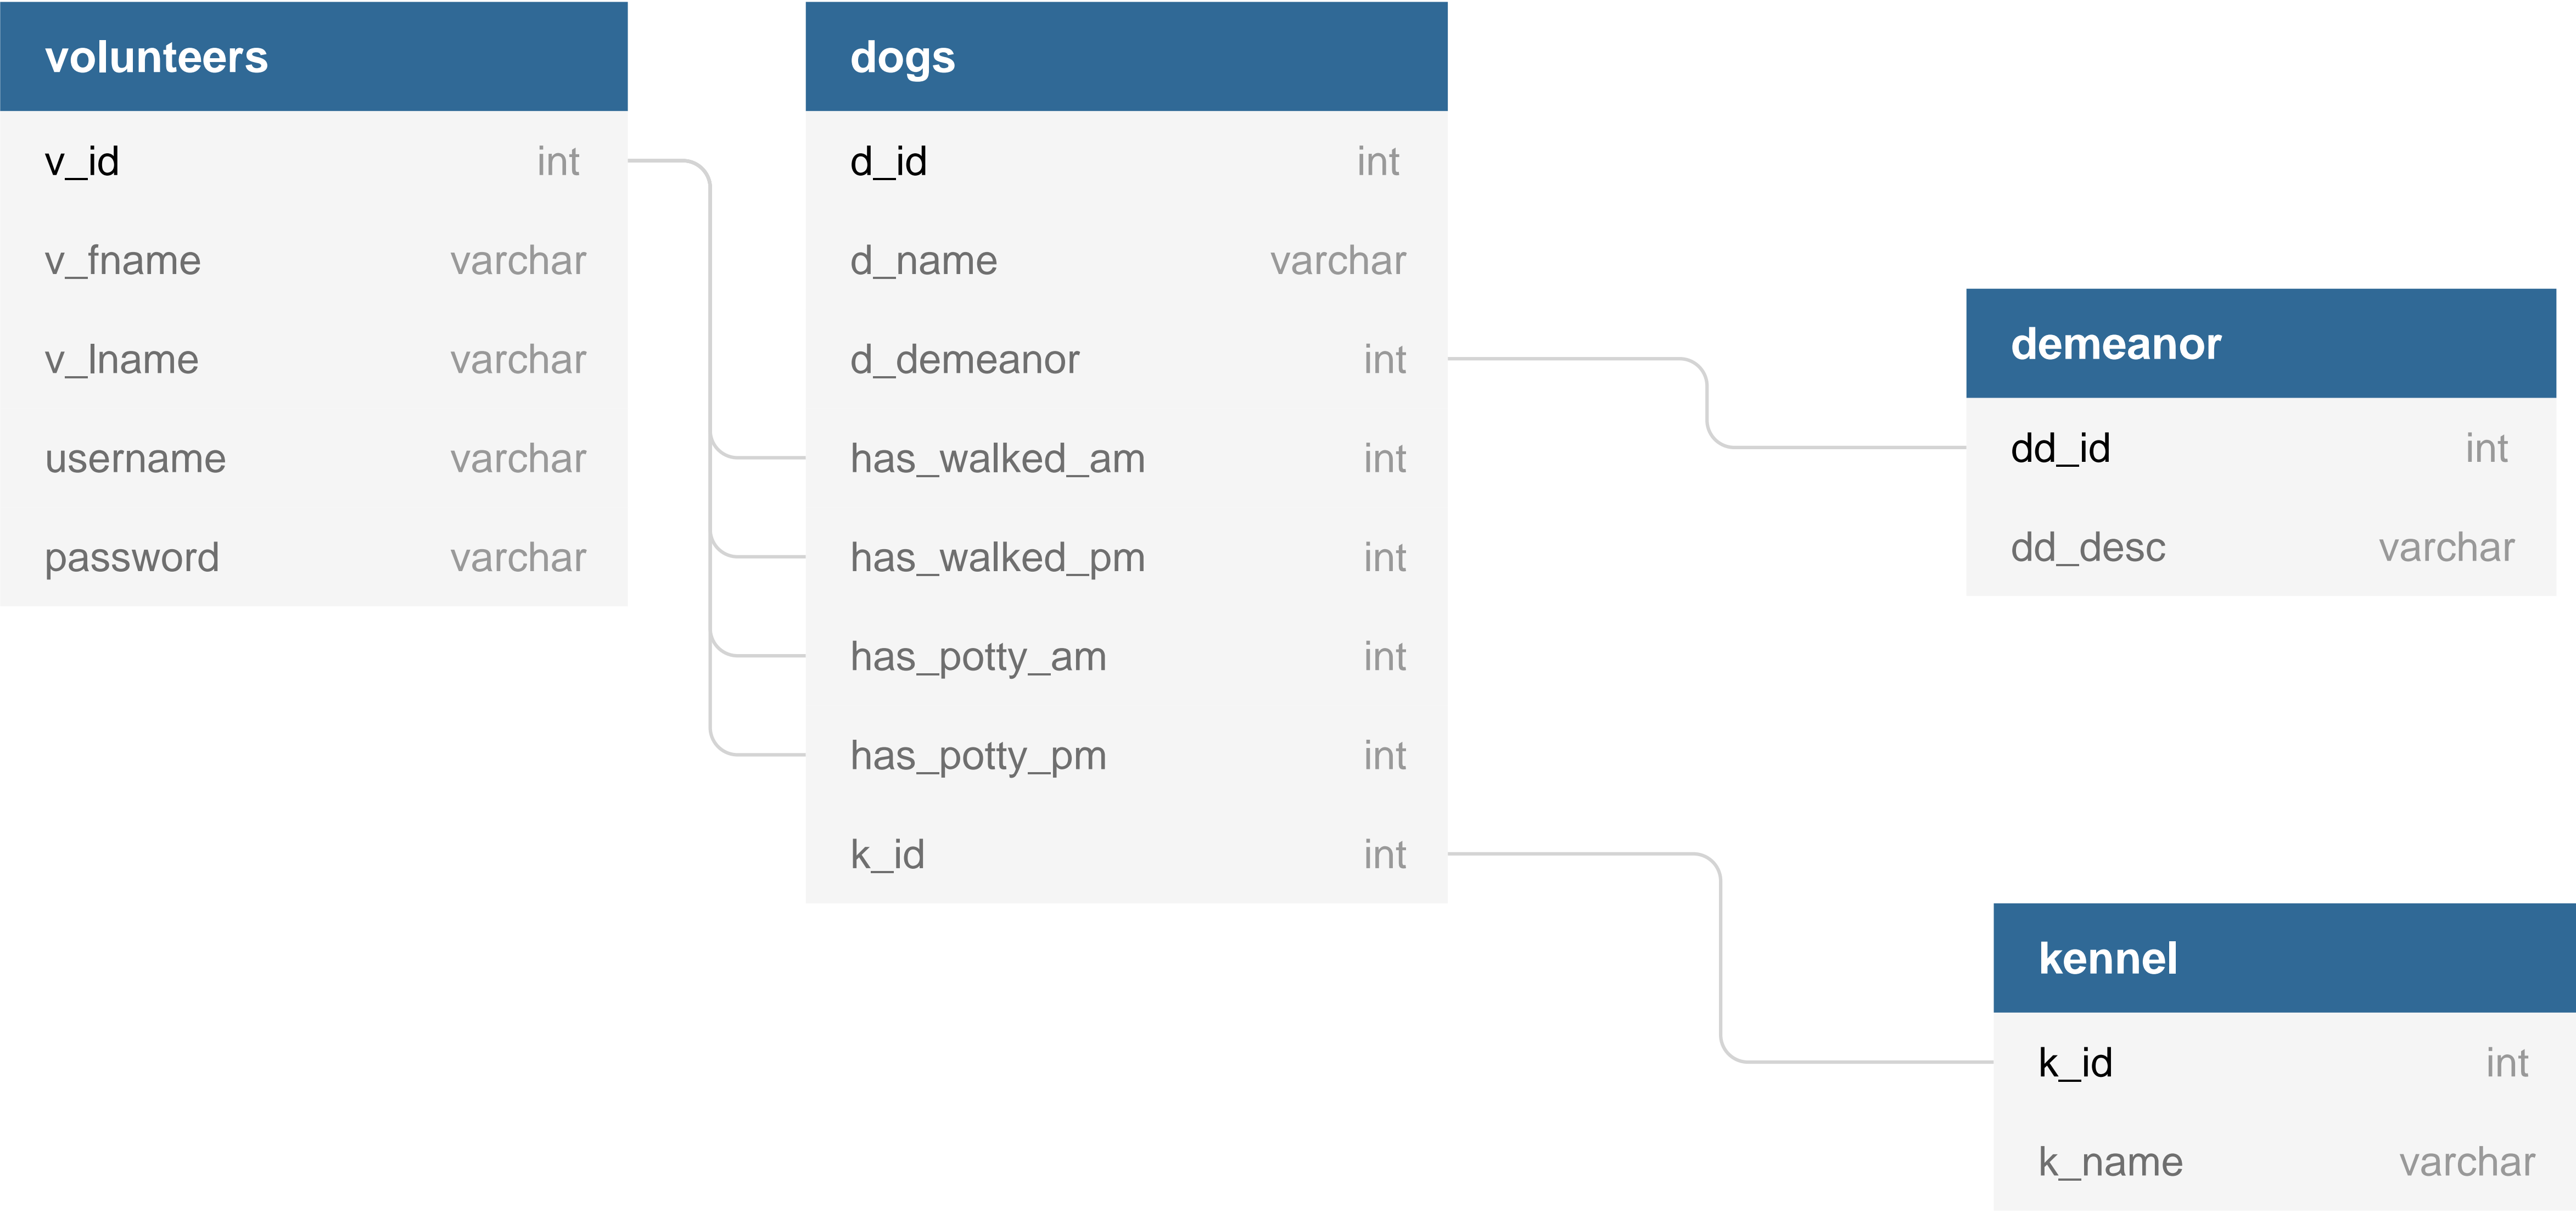 volunteers
v_id int
v_fname varchar
v_lname varchar
username varchar
password varchar
dogs
d_id int
d_name varchar
d_demeanor int
has_walked_am int
has_walked_pm int
has_potty_am int
has_potty_pm int
k_id int
demeanor
dd_id int
dd_desc varchar
kennel
k_id int
k_name varchar